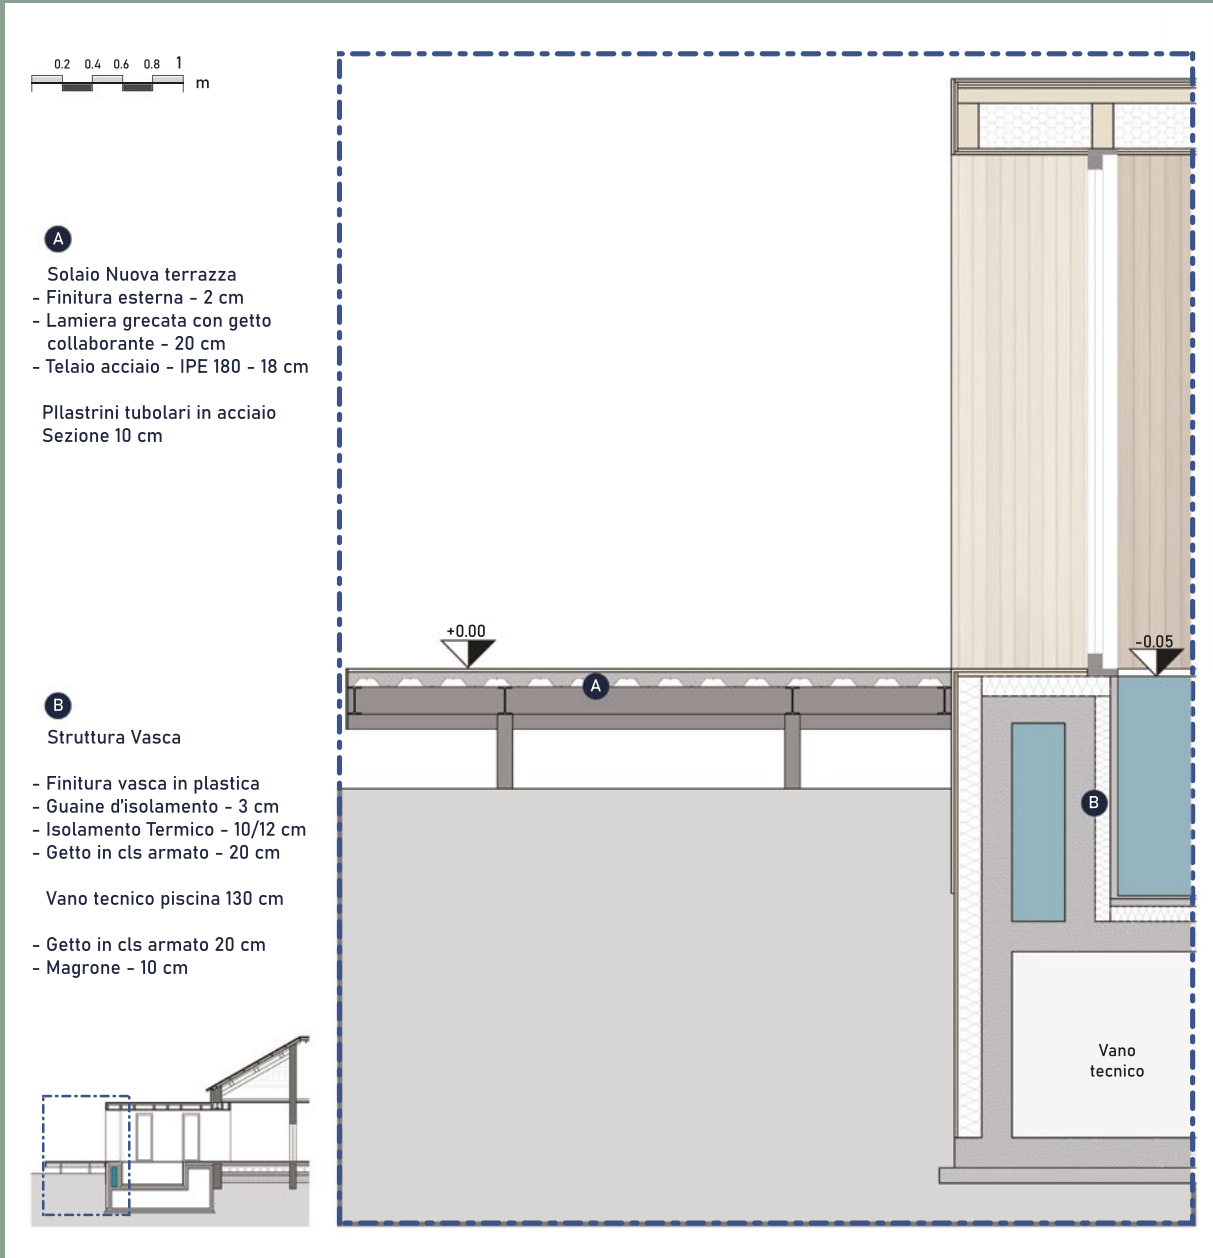 0.2 0.4 0.6 0.8 1
m
A
Solaio Nuova terrazza
- Finitura esterna - 2 cm
- Lamiera grecata con getto
collaborante - 20 cm
- Telaio acciaio - IPE 180 - 18 cm
PIlastrini tubolari in acciaio
Sezione 10 cm
+0.00
-0.05
A
B
Struttura Vasca
- Finitura vasca in plastica
- Guaine d'isolamento - 3 cm
- Isolamento Termico - 10/12 cm
- Getto in cls armato - 20 cm
Vano tecnico piscina 130 cm
- Getto in cls armato 20 cm
- Magrone - 10 cm
B
Vano
tecnico